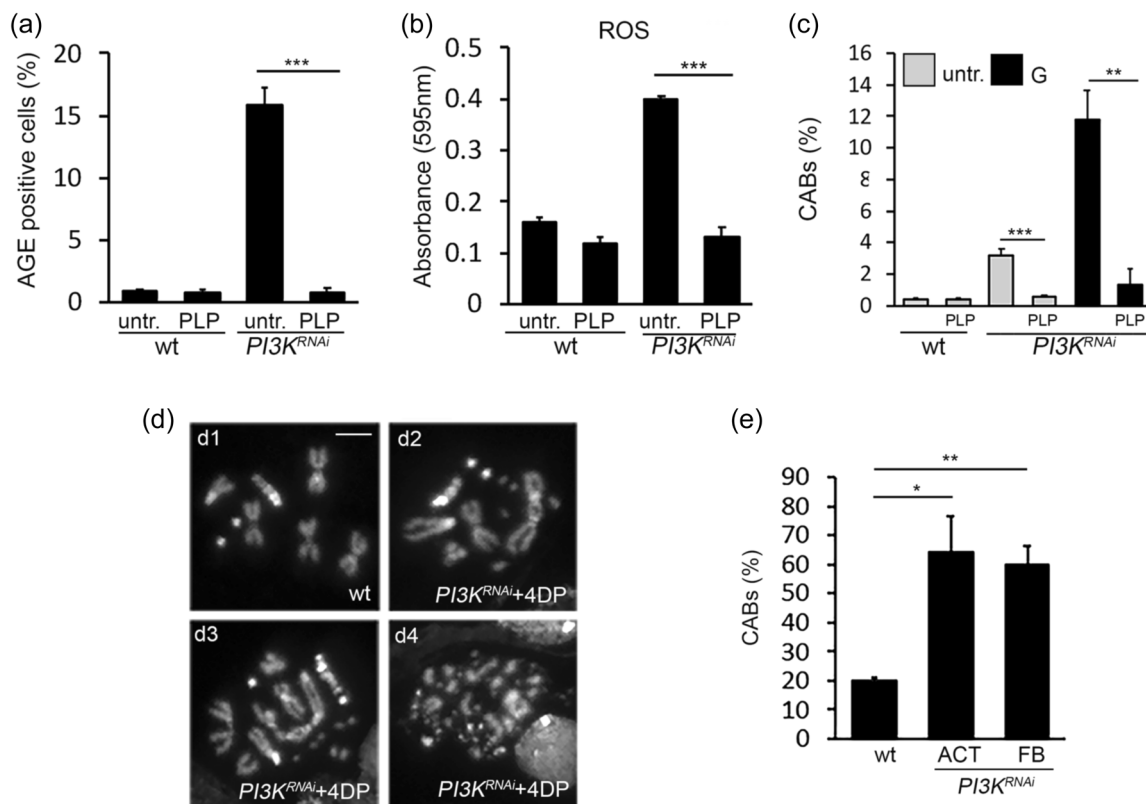 (a)
AGE positive cells (%)
20
15
10
5
0
***
untr. PLP untr. PLP
wt PI3K^RNAi
(b)
ROS
Absorbance (595nm)
0.5
0.4
0.3
0.2
0.1
0
***
untr. PLP untr. PLP
wt PI3K^RNAi
(c)
untr. G
CABs (%)
16
14
12
10
8
6
4
2
0
***
**
PLP PLP PLP
wt PI3K^RNAi
(d)
d1
wt
d2
PI3K^RNAi+4DP
d3
PI3K^RNAi+4DP
d4
PI3K^RNAi+4DP
(e)
CABs (%)
90
80
70
60
50
40
30
20
10
0
**
*
wt ACT FB
PI3K^RNAi